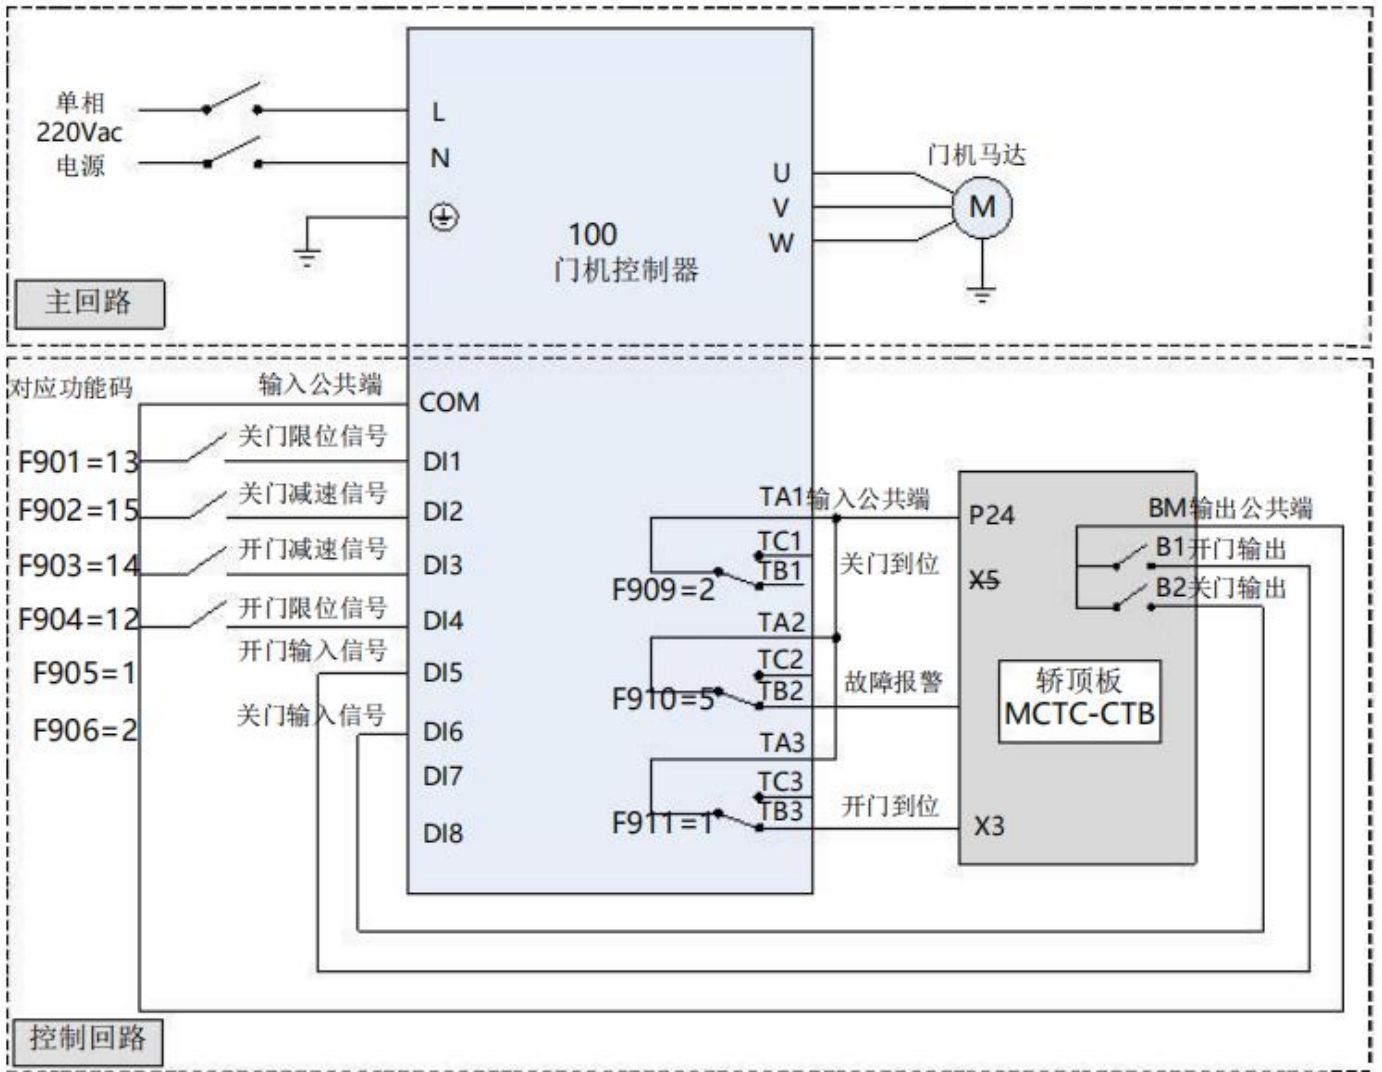 单相
220Vac
电源
L
N
U
V
W
门机马达
M
100
门机控制器
主回路
对应功能码
输入公共端
COM
F901=13
关门限位信号
DI1
F902=15
关门减速信号
DI2
F903=14
开门减速信号
DI3
F904=12
开门限位信号
DI4
F905=1
开门输入信号
DI5
F906=2
关门输入信号
DI6
DI7
DI8
TA1输入公共端
TC1
TB1
F909=2
关门到位
TA2
TC2
TB2
F910=5
故障报警
TA3
TC3
TB3
F911=1
开门到位
P24
X5
X3
BM输出公共端
B1开门输出
B2关门输出
轿顶板
MCTC-CTB
控制回路